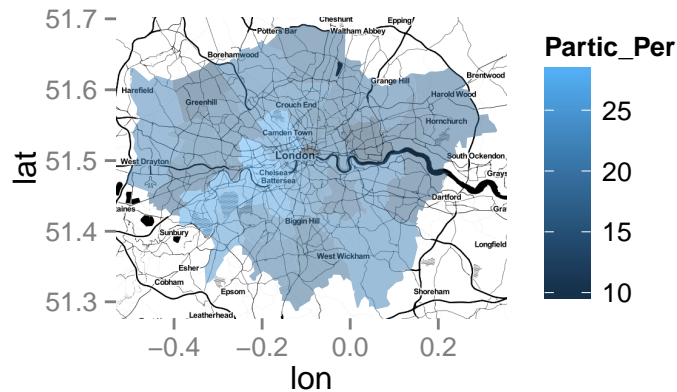 51.7
51.6
51.5
51.4
51.3
lat
Cheshunt
Epping
Potters Bar
Waltham Abbey
Borehamwood
Brentwood
Grange Hill
Harefield
Greenhill
Harold Wood
Crouch End
Hornchurch
Camden Town
London
West Drayton
South Ockendon
Chelsea
Battersea
Grays
Dartford
taines
Gra
Biggin Hill
Sunbury
Longfield
West Wickham
Esher
Cobham
Epsom
Shoreham
Leatherhead
−0.4
−0.2
0.0
0.2
lon
Partic_Per
25
20
15
10